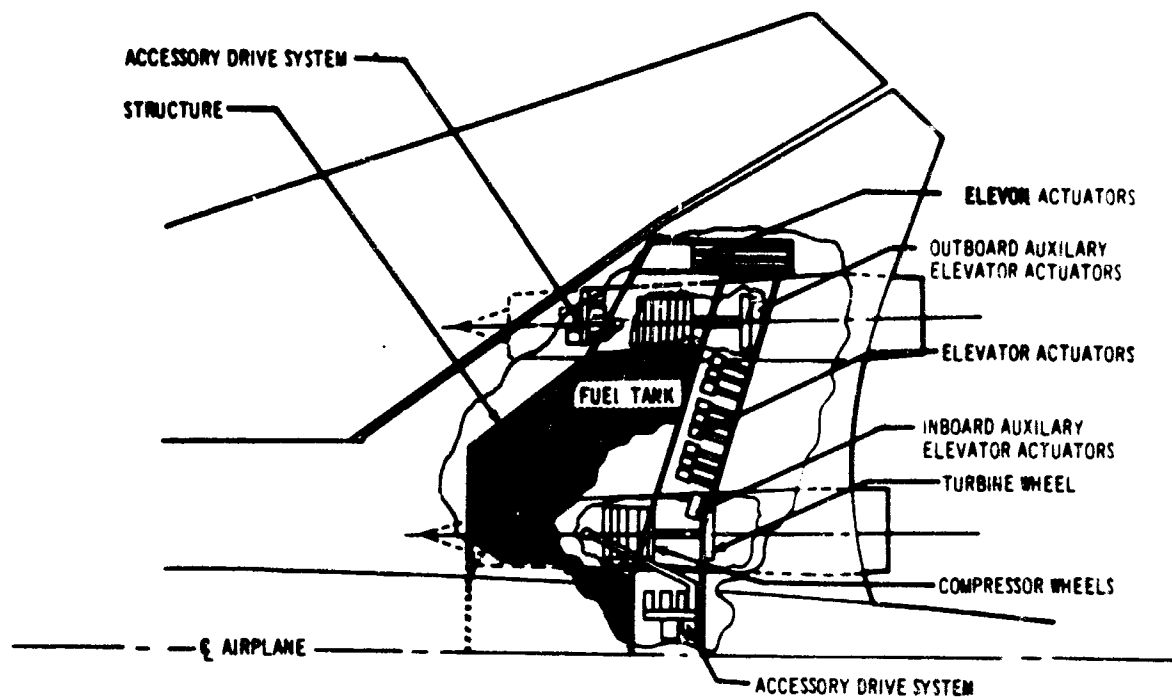 ACCESSORY DRIVE SYSTEM
STRUCTURE
ELEVON ACTUATORS
OUTBOARD AUXILARY
ELEVATOR ACTUATORS
FUEL TANK
ELEVATOR ACTUATORS
INBOARD AUXILARY
ELEVATOR ACTUATORS
TURBINE WHEEL
COMPRESSOR WHEELS
℄ AIRPLANE
ACCESSORY DRIVE SYSTEM